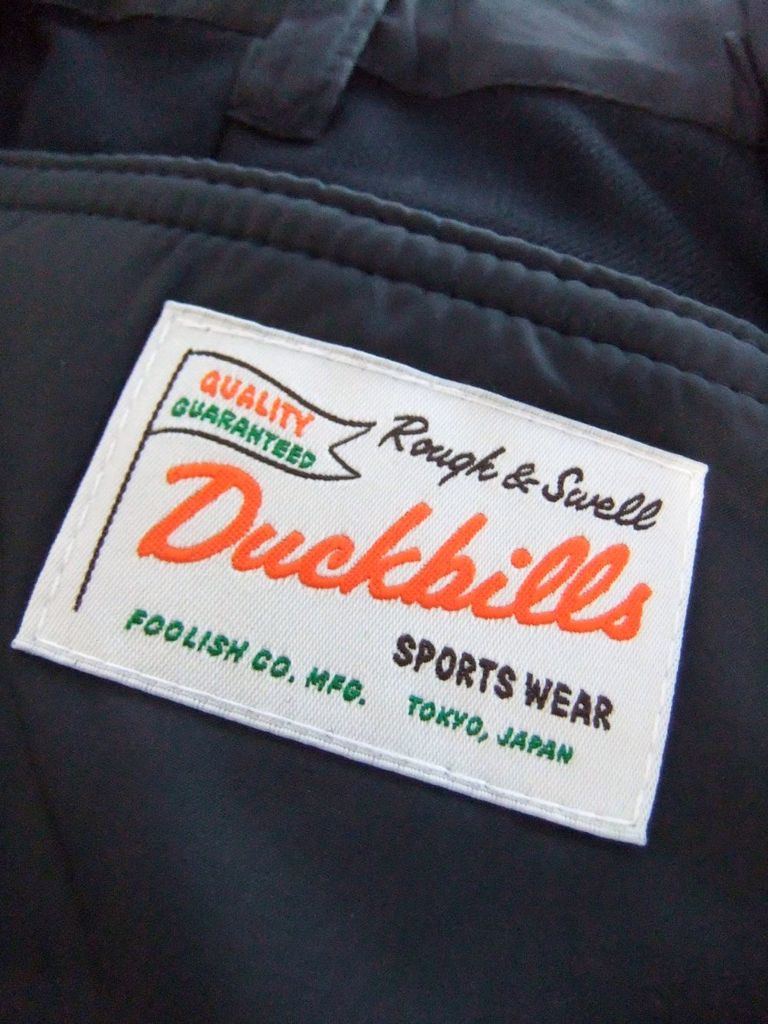 QUALITY
GUARANTEED
Rough & Swell
Duckbills
SPORTS WEAR
FOOLISH CO. MFG.
TOKYO, JAPAN